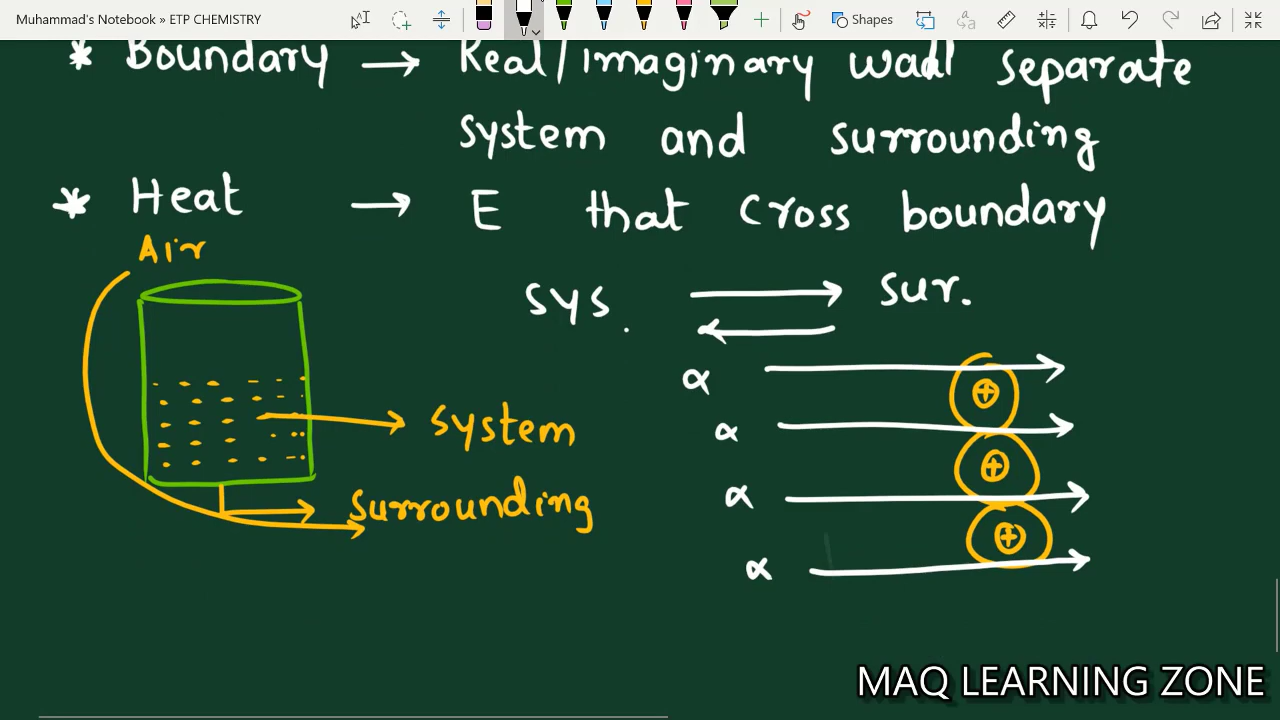 Muhammad's Notebook » ETP CHEMISTRY
Shapes
* Boundary → Real/Imaginary wall separate
system and surrounding
* Heat → E that cross boundary
Air
sys. sur.
α
α
System
α
Surrounding
α
MAQ LEARNING ZONE